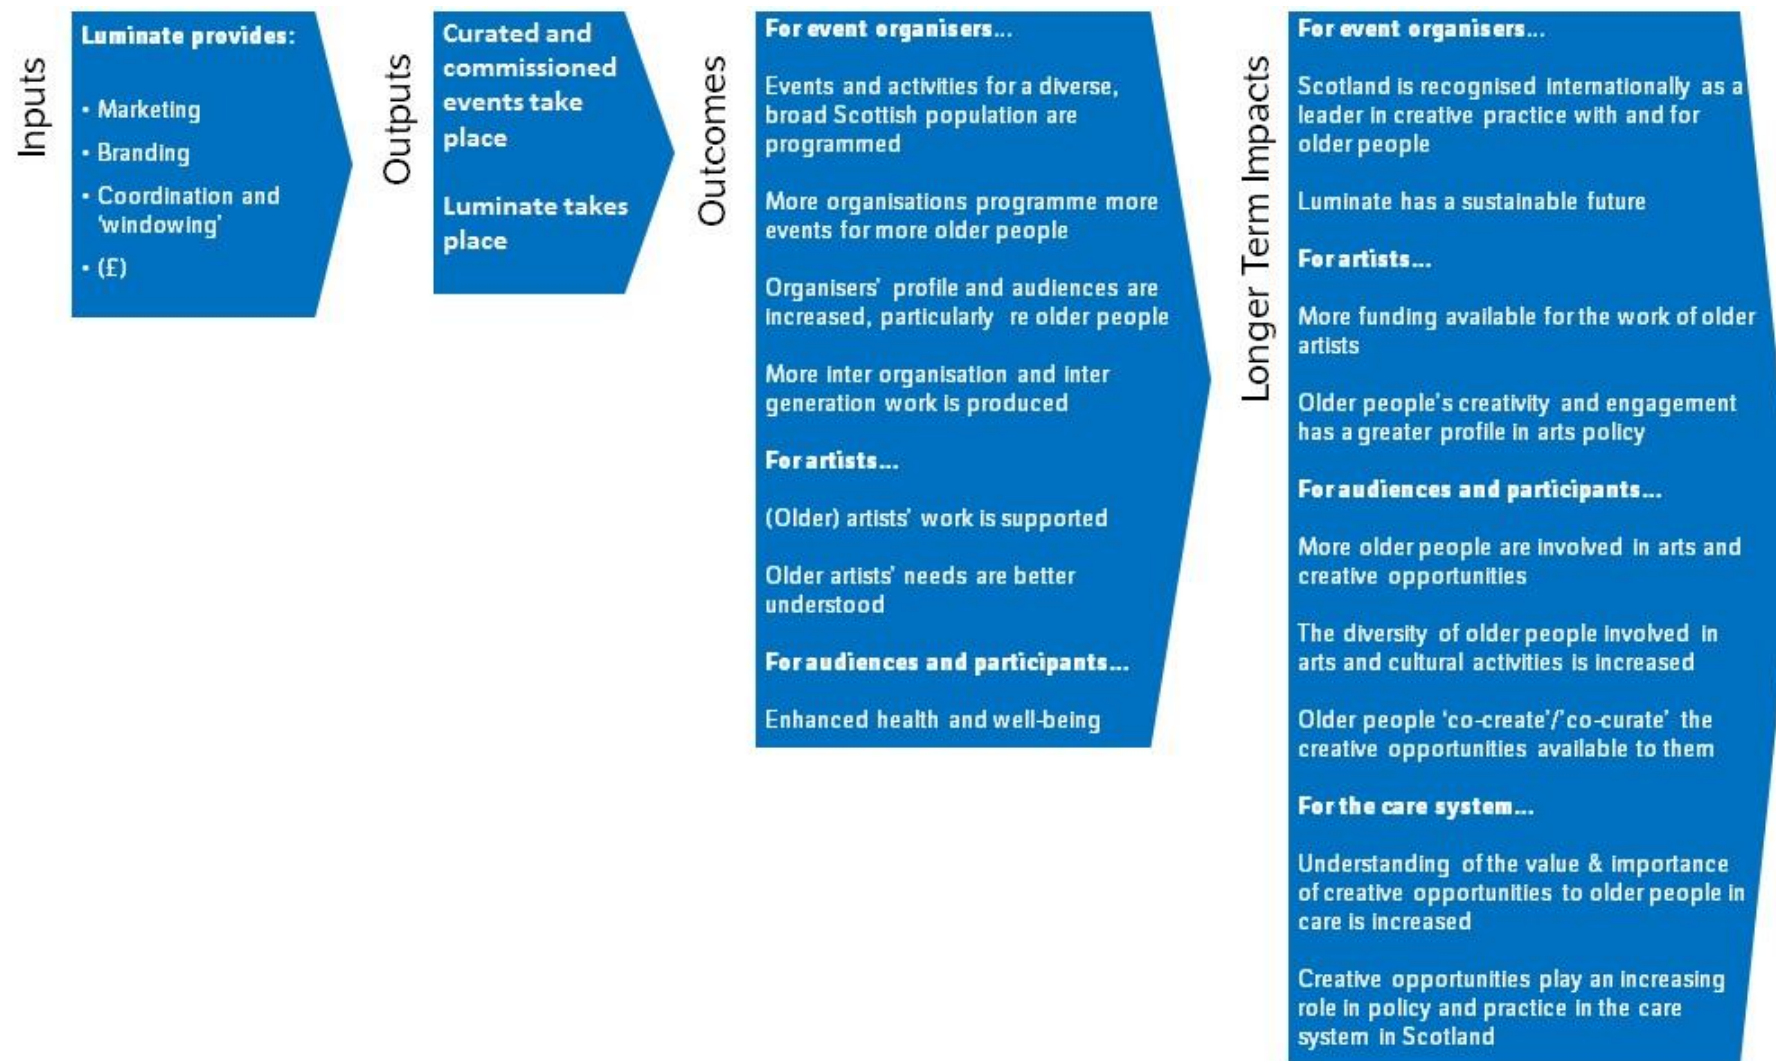 Inputs
Luminate provides:
• Marketing
• Branding
• Coordination and
'windowing'
• (£)
Outputs
Curated and
commissioned
events take
place
Luminate takes
place
Outcomes
For event organisers...
Events and activities for a diverse,
broad Scottish population are
programmed
More organisations programme more
events for more older people
Organisers' profile and audiences are
increased, particularly re older people
More inter organisation and inter
generation work is produced
For artists...
(Older) artists' work is supported
Older artists' needs are better
understood
For audiences and participants...
Enhanced health and well-being
Longer Term Impacts
For event organisers...
Scotland is recognised internationally as a
leader in creative practice with and for
older people
Luminate has a sustainable future
For artists...
More funding available for the work of older
artists
Older people's creativity and engagement
has a greater profile in arts policy
For audiences and participants...
More older people are involved in arts and
creative opportunities
The diversity of older people involved in
arts and cultural activities is increased
Older people 'co-create'/'co-curate' the
creative opportunities available to them
For the care system...
Understanding of the value & importance
of creative opportunities to older people in
care is increased
Creative opportunities play an increasing
role in policy and practice in the care
system in Scotland